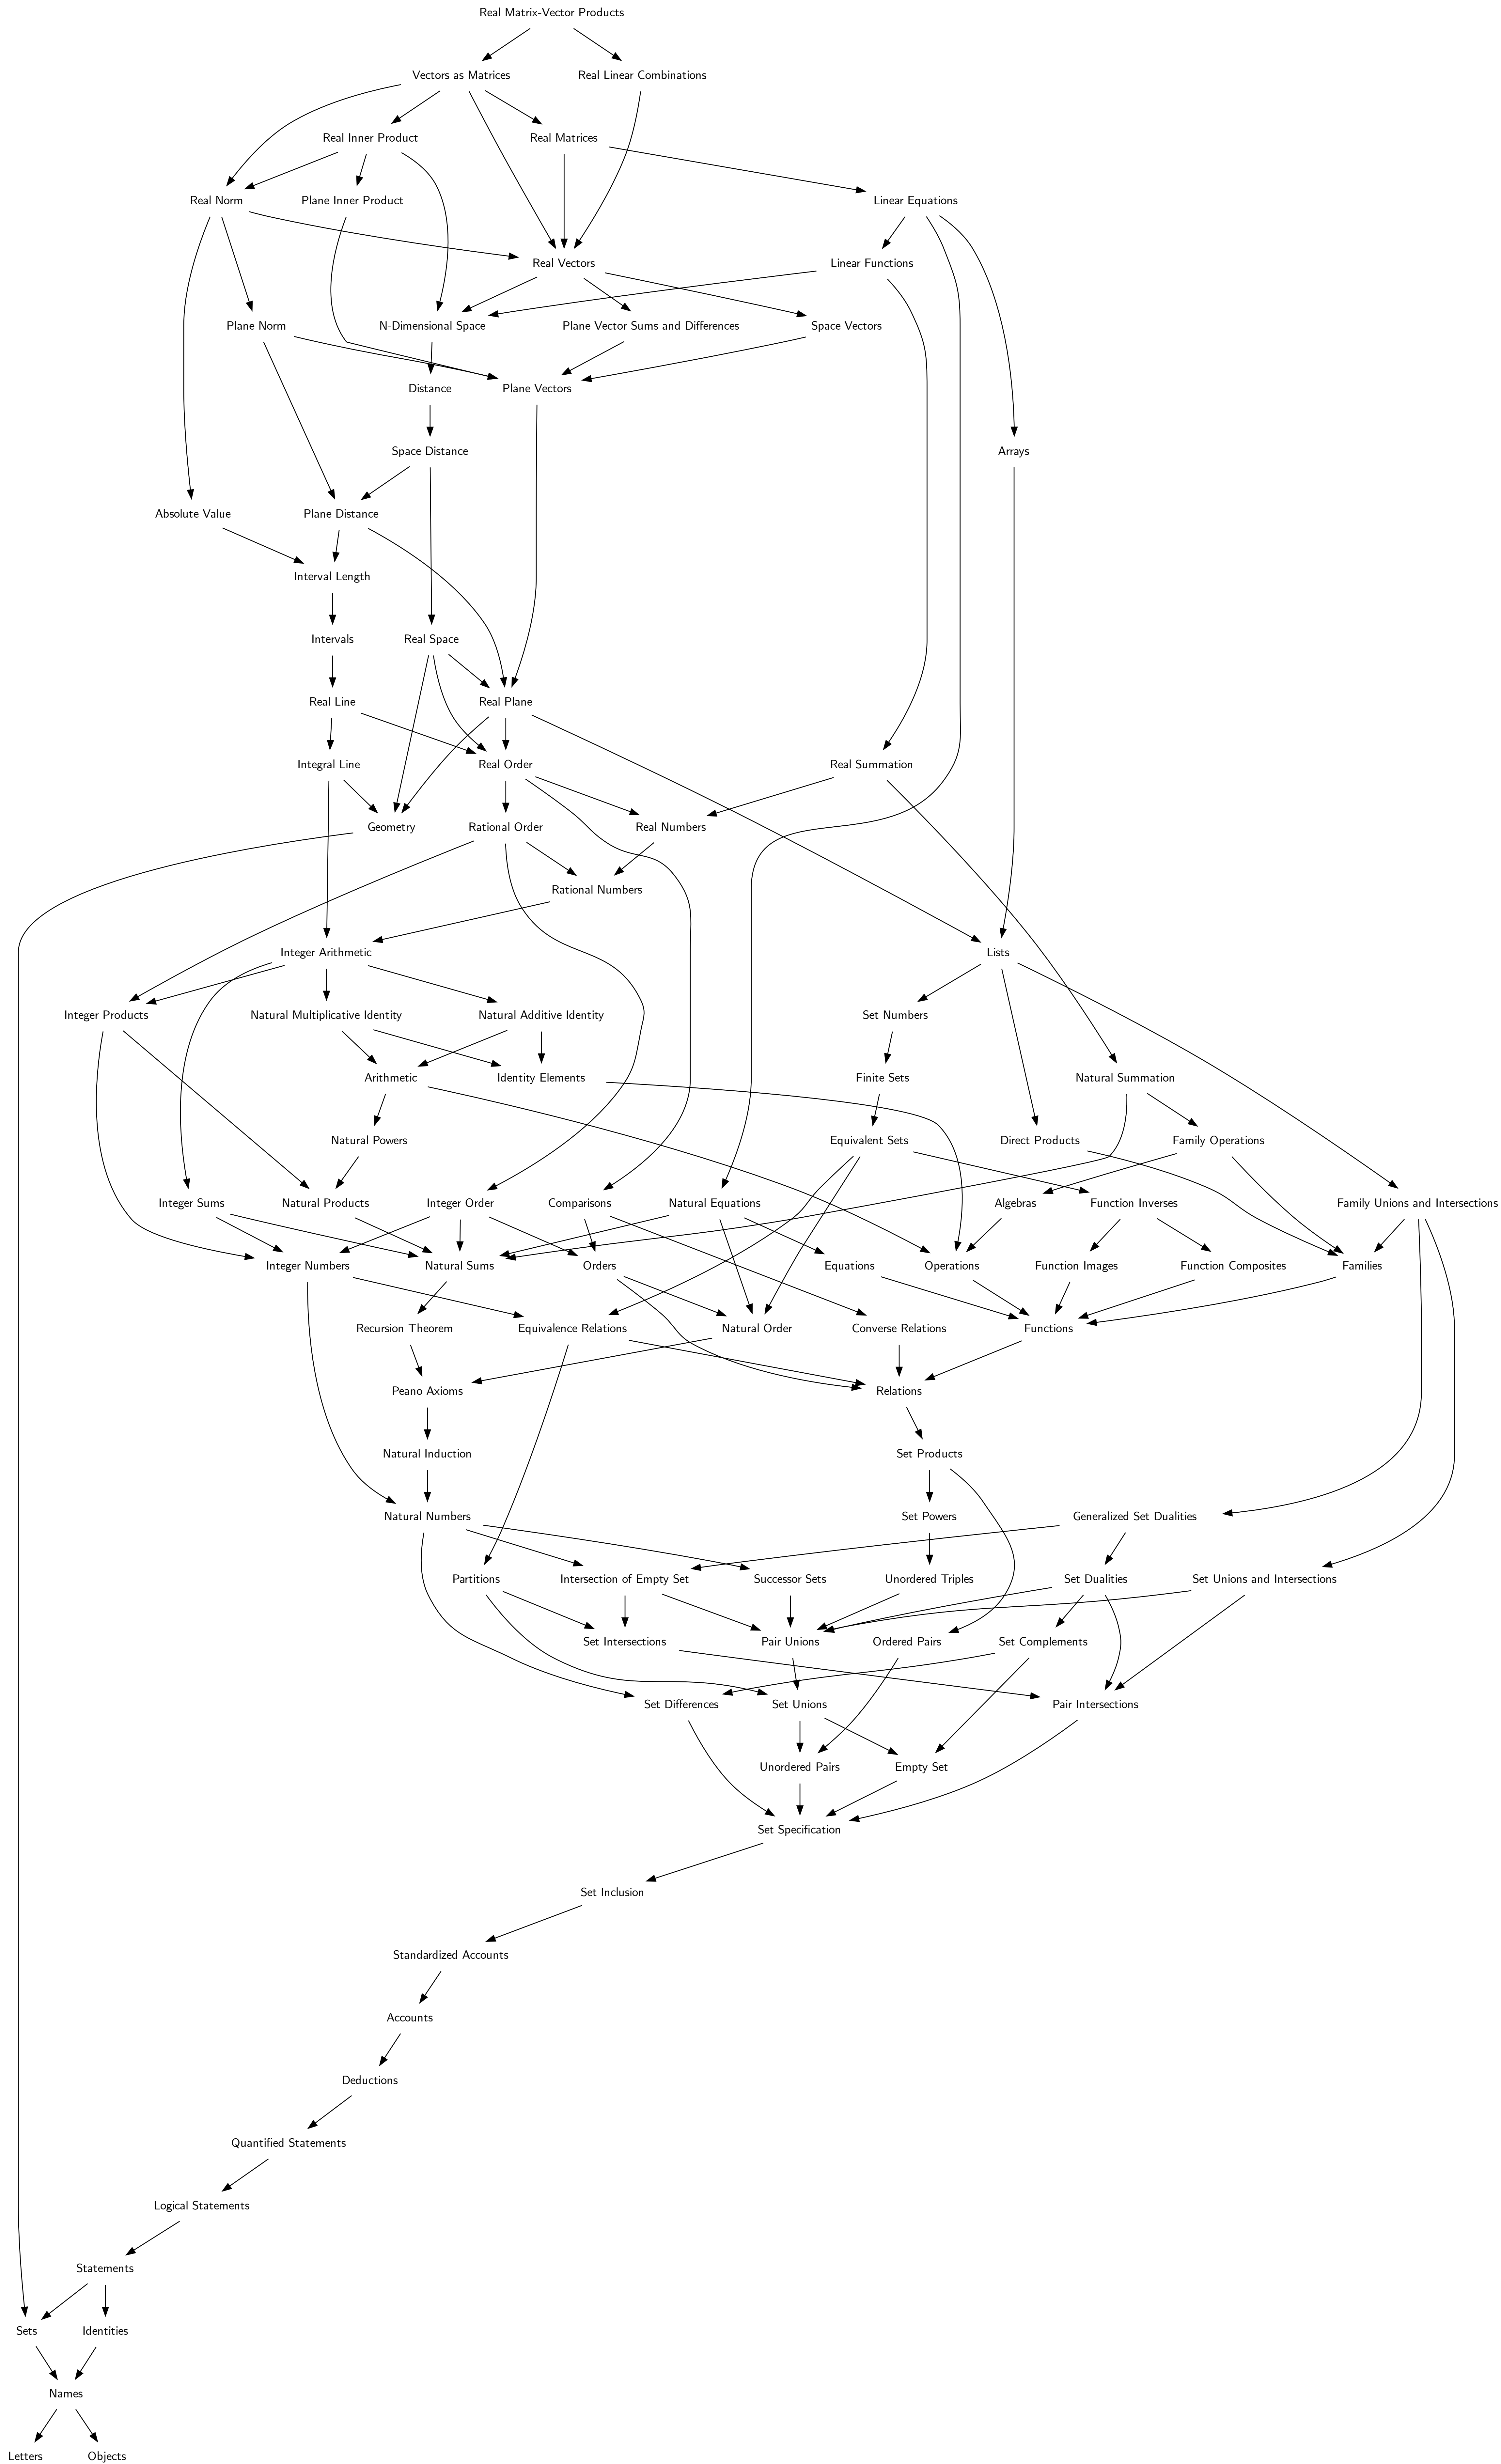 Real Matrix-Vector Products
Vectors as Matrices
Real Linear Combinations
Real Inner Product
Real Matrices
Real Norm
Plane Inner Product
Linear Equations
Real Vectors
Linear Functions
Plane Norm
N-Dimensional Space
Plane Vector Sums and Differences
Space Vectors
Distance
Plane Vectors
Space Distance
Arrays
Absolute Value
Plane Distance
Interval Length
Intervals
Real Space
Real Line
Real Plane
Integral Line
Real Order
Real Summation
Geometry
Rational Order
Real Numbers
Rational Numbers
Integer Arithmetic
Lists
Integer Products
Natural Multiplicative Identity
Natural Additive Identity
Set Numbers
Arithmetic
Identity Elements
Finite Sets
Natural Summation
Natural Powers
Equivalent Sets
Direct Products
Family Operations
Integer Sums
Natural Products
Integer Order
Comparisons
Natural Equations
Algebras
Function Inverses
Family Unions and Intersections
Integer Numbers
Natural Sums
Orders
Equations
Operations
Function Images
Function Composites
Families
Recursion Theorem
Equivalence Relations
Natural Order
Converse Relations
Functions
Peano Axioms
Relations
Natural Induction
Set Products
Natural Numbers
Set Powers
Generalized Set Dualities
Partitions
Intersection of Empty Set
Successor Sets
Unordered Triples
Set Dualities
Set Unions and Intersections
Set Intersections
Pair Unions
Ordered Pairs
Set Complements
Set Differences
Set Unions
Pair Intersections
Unordered Pairs
Empty Set
Set Specification
Set Inclusion
Standardized Accounts
Accounts
Deductions
Quantified Statements
Logical Statements
Statements
Sets
Identities
Names
Letters
Objects